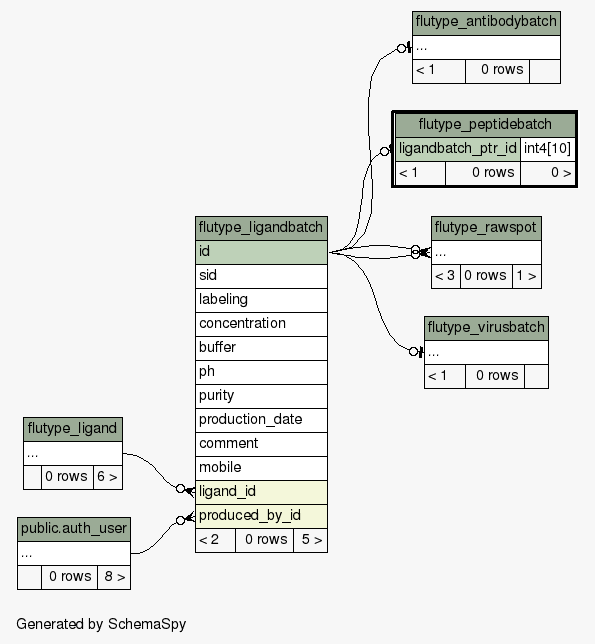 flutype_antibodybatch
...
< 1 0 rows
flutype_peptidebatch
ligandbatch_ptr_id int4[10]
< 1 0 rows 0 >
flutype_ligandbatch
id
sid
labeling
concentration
buffer
ph
purity
production_date
comment
mobile
ligand_id
produced_by_id
< 2 0 rows 5 >
flutype_rawspot
...
< 3 0 rows 1 >
flutype_virusbatch
...
< 1 0 rows
flutype_ligand
...
0 rows 6 >
public.auth_user
...
0 rows 8 >
Generated by SchemaSpy